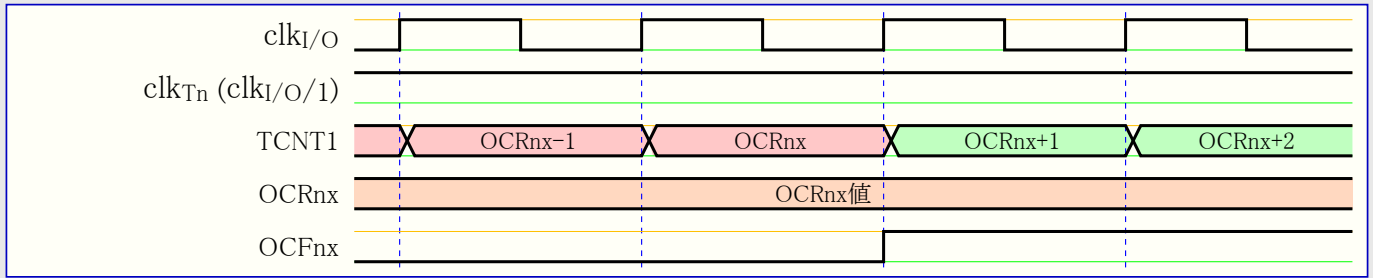 clkI/O
clkTn (clkI/O/1)
TCNT1 OCRnx-1 OCRnx OCRnx+1 OCRnx+2
OCRnx OCRnx値
OCFnx